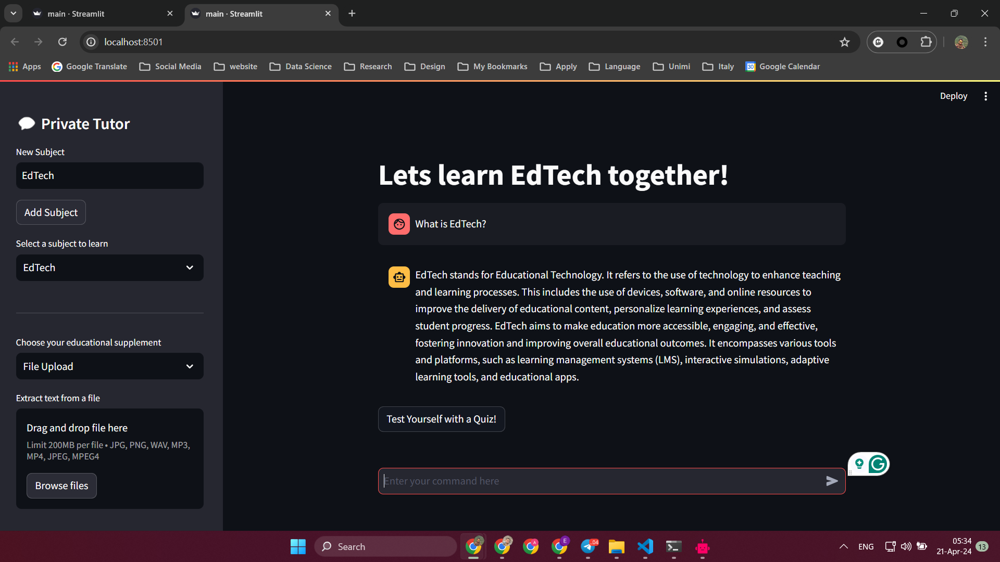 main · Streamlit
main · Streamlit
localhost:8501
Apps
Google Translate
Social Media
website
Data Science
Research
Design
My Bookmarks
Apply
Language
Unimi
Italy
30
Google Calendar
Deploy
Private Tutor
New Subject
EdTech
Add Subject
Select a subject to learn
EdTech
Choose your educational supplement
File Upload
Extract text from a file
Drag and drop file here
Limit 200MB per file • JPG, PNG, WAV, MP3,
MP4, JPEG, MPEG4
Browse files
Lets learn EdTech together!
What is EdTech?
EdTech stands for Educational Technology. It refers to the use of technology to enhance teaching
and learning processes. This includes the use of devices, software, and online resources to
improve the delivery of educational content, personalize learning experiences, and assess
student progress. EdTech aims to make education more accessible, engaging, and effective,
fostering innovation and improving overall educational outcomes. It encompasses various tools
and platforms, such as learning management systems (LMS), interactive simulations, adaptive
learning tools, and educational apps.
Test Yourself with a Quiz!
Enter your command here
Search
A
E
04
ENG
05:34
21-Apr-24
13